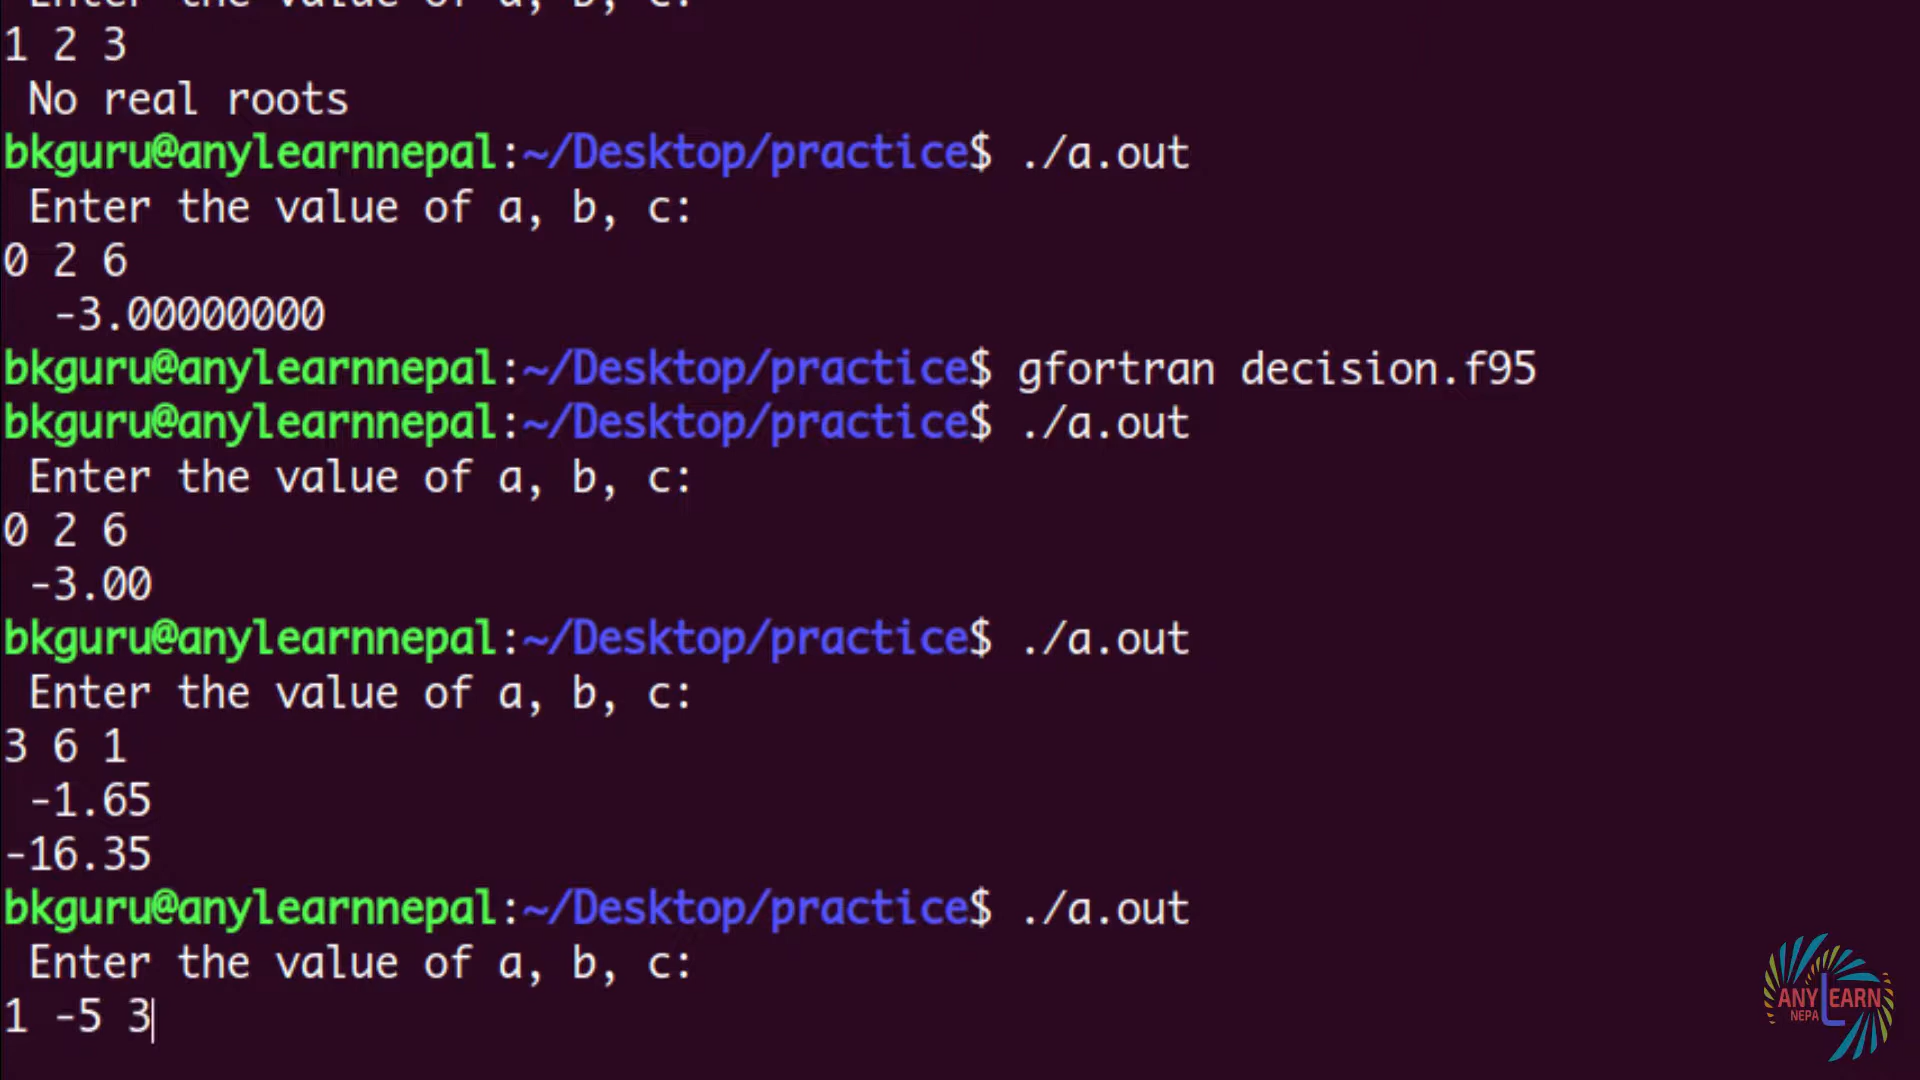 Enter the value of a, b, c:
1 2 3
No real roots
bkguru@anylearnnepal:~/Desktop/practice$ ./a.out
Enter the value of a, b, c:
0 2 6
-3.00000000
bkguru@anylearnnepal:~/Desktop/practice$ gfortran decision.f95
bkguru@anylearnnepal:~/Desktop/practice$ ./a.out
Enter the value of a, b, c:
0 2 6
-3.00
bkguru@anylearnnepal:~/Desktop/practice$ ./a.out
Enter the value of a, b, c:
3 6 1
-1.65
-16.35
bkguru@anylearnnepal:~/Desktop/practice$ ./a.out
Enter the value of a, b, c:
1 -5 3
ANY LEARN
NEPA L